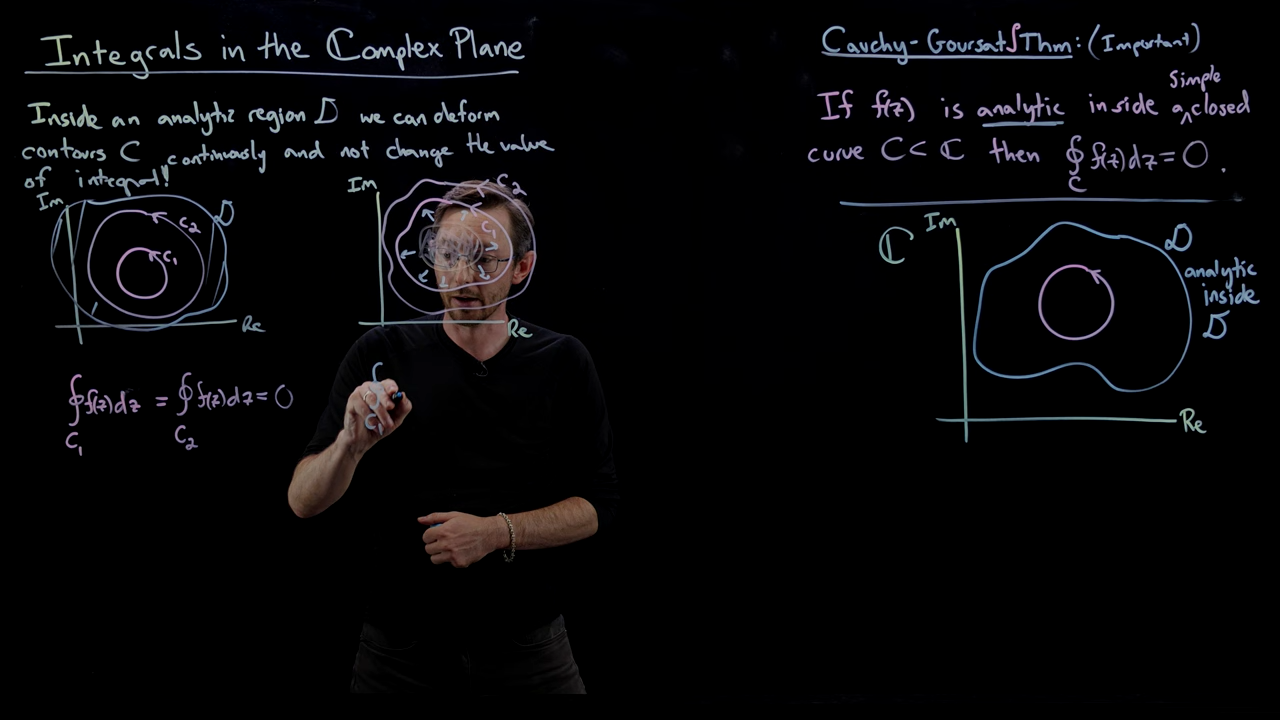 Integrals in the Complex Plane
Inside an analytic region D we can deform
contours C continuously and not change the value
of integral!
Im
D
C₂
C₁
Re
Im
C₂
C₁
Re
∮f(z)dz = ∮f(z)dz = 0
C₁ C₂
∮
C₁
Cauchy-Goursat ∫ Thm: (Important)
Simple
If f(z) is analytic inside a ^ closed
curve C < ℂ then ∮ f(z)dz = 0.
C
ℂ
Im
D
analytic
inside
D
Re